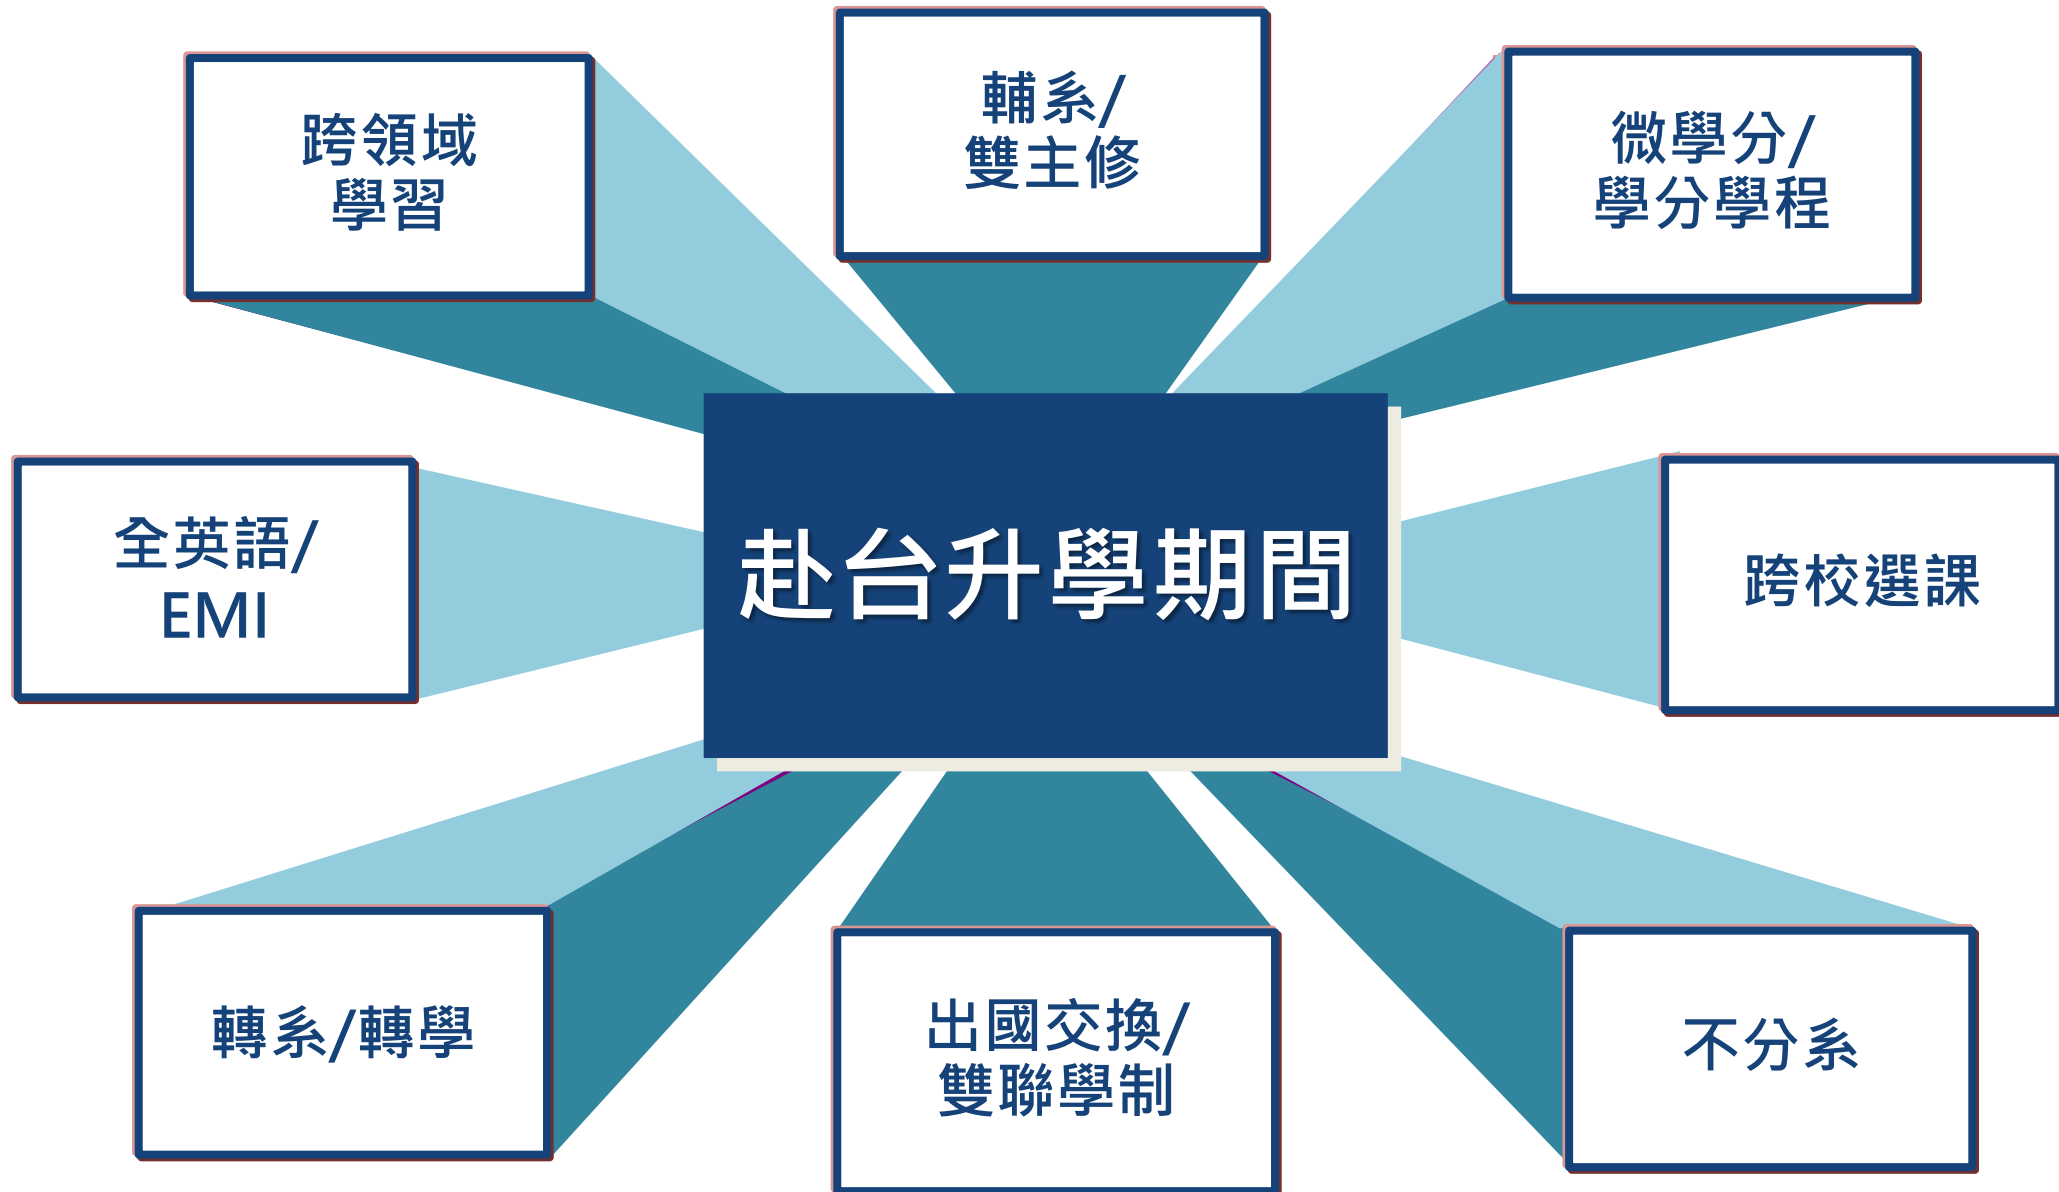 跨領域
學習
輔系/
雙主修
微學分/
學分學程
全英語/
EMI
赴台升學期間
跨校選課
轉系/轉學
出國交換/
雙聯學制
不分系